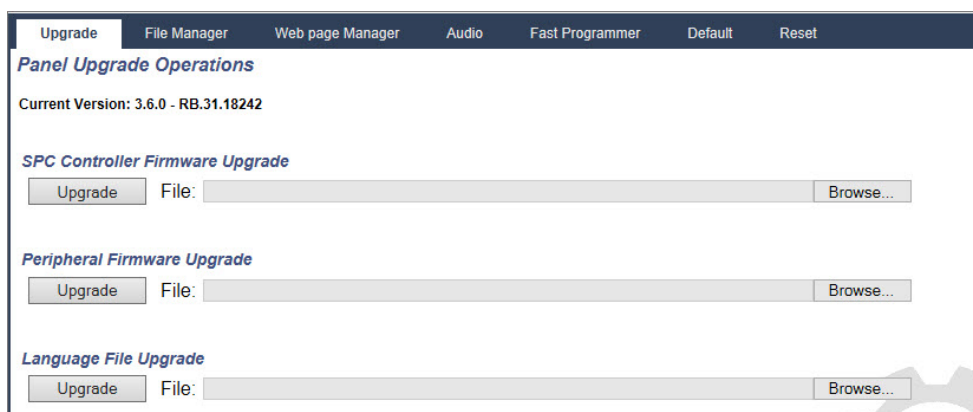 Upgrade File Manager Web page Manager Audio Fast Programmer Default Reset
Panel Upgrade Operations
Current Version: 3.6.0 - RB.31.18242
SPC Controller Firmware Upgrade
Upgrade File: Browse...
Peripheral Firmware Upgrade
Upgrade File: Browse...
Language File Upgrade
Upgrade File: Browse...